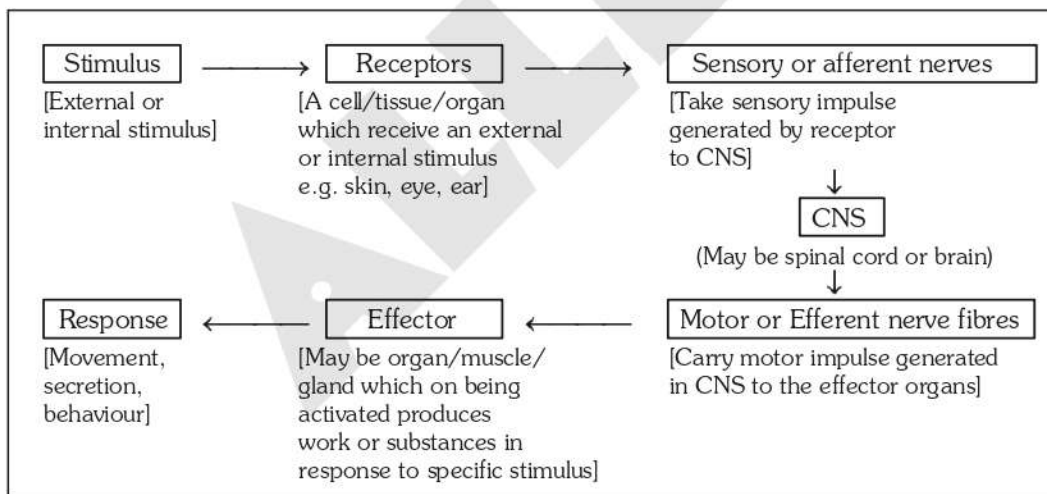 Stimulus
[External or
internal stimulus]
Receptors
[A cell/tissue/organ
which receive an external
or internal stimulus
e.g. skin, eye, ear]
Sensory or afferent nerves
[Take sensory impulse
generated by receptor
to CNS]
CNS
(May be spinal cord or brain)
Motor or Efferent nerve fibres
[Carry motor impulse generated
in CNS to the effector organs]
Effector
[May be organ/muscle/
gland which on being
activated produces
work or substances in
response to specific stimulus]
Response
[Movement,
secretion,
behaviour]